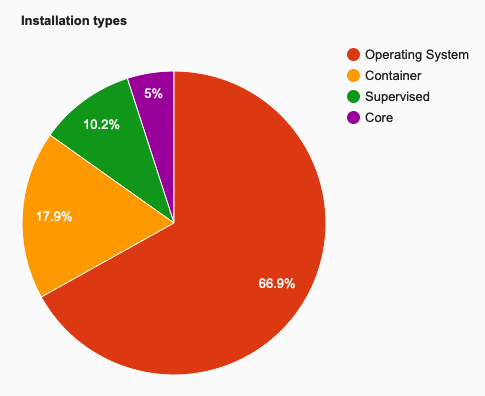 Installation types
Operating System
Container
Supervised
Core
5%
10.2%
17.9%
66.9%